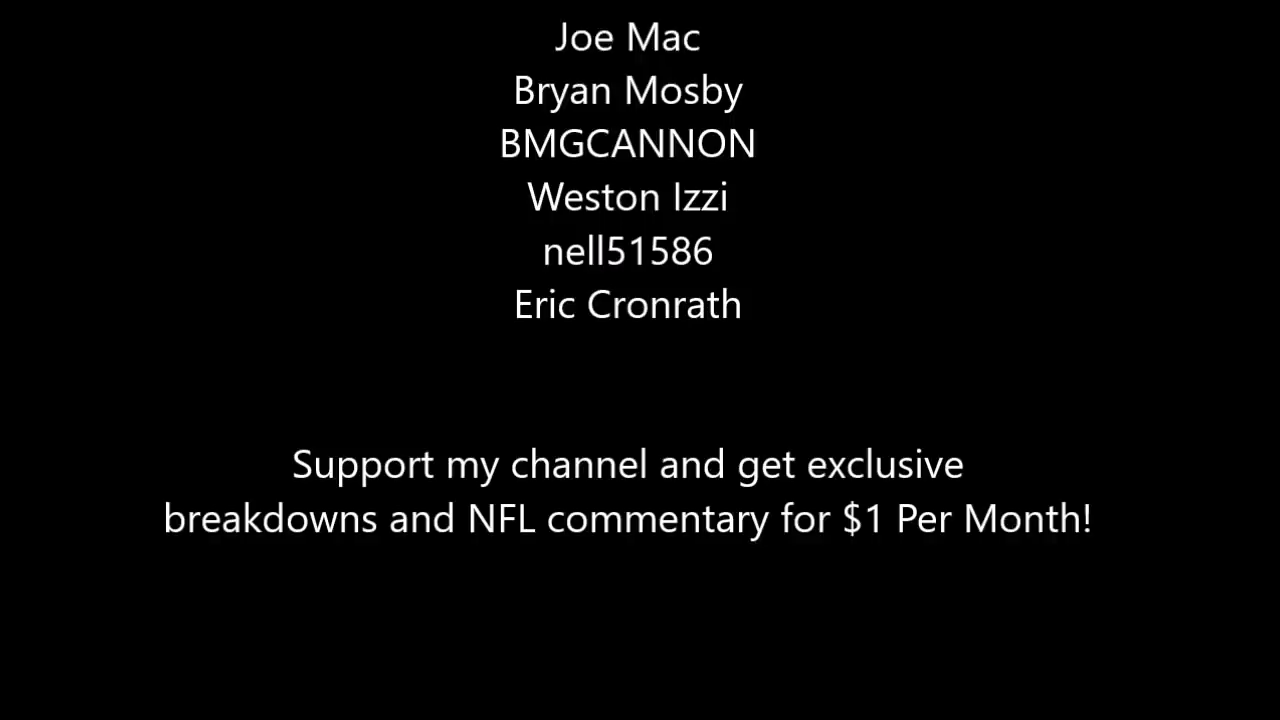 Joe Mac
Bryan Mosby
BMGCANNON
Weston Izzi
nell51586
Eric Cronrath
Support my channel and get exclusive
breakdowns and NFL commentary for $1 Per Month!